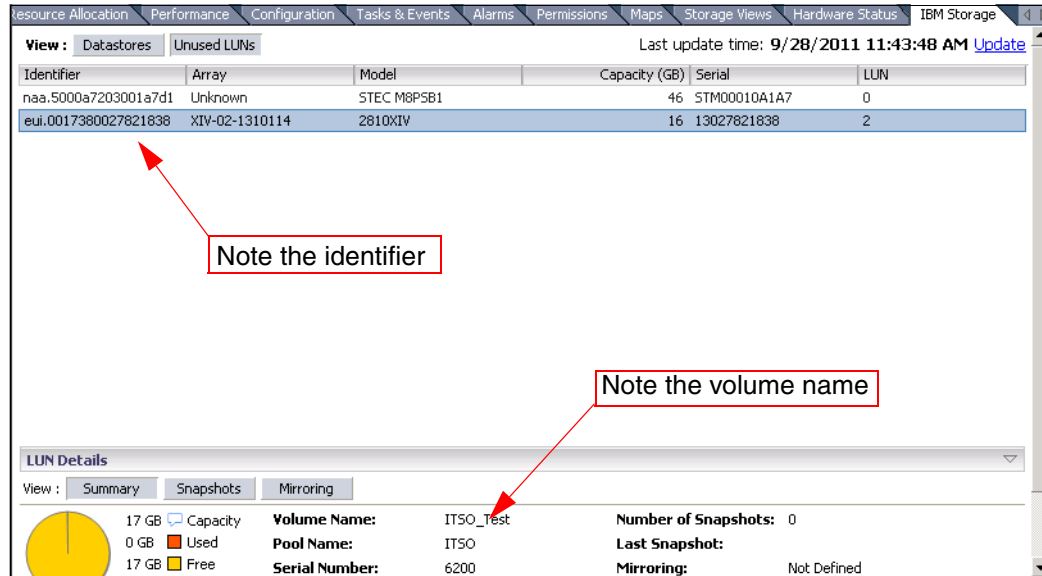 Resource Allocation Performance Configuration Tasks & Events Alarms Permissions Maps Storage Views Hardware Status IBM Storage
View : Datastores Unused LUNs Last update time: 9/28/2011 11:43:48 AM Update
Identifier Array Model Capacity (GB) Serial LUN
naa.5000a7203001a7d1 Unknown STEC M8PSB1 46 STM00010A1A7 0
eui.0017380027821838 XIV-02-1310114 2810XIV 16 13027821838 2
Note the identifier
Note the volume name
LUN Details
View : Summary Snapshots Mirroring
17 GB Capacity Volume Name: ITSO_Test Number of Snapshots: 0
0 GB Used Pool Name: ITSO Last Snapshot:
17 GB Free Serial Number: 6200 Mirroring: Not Defined